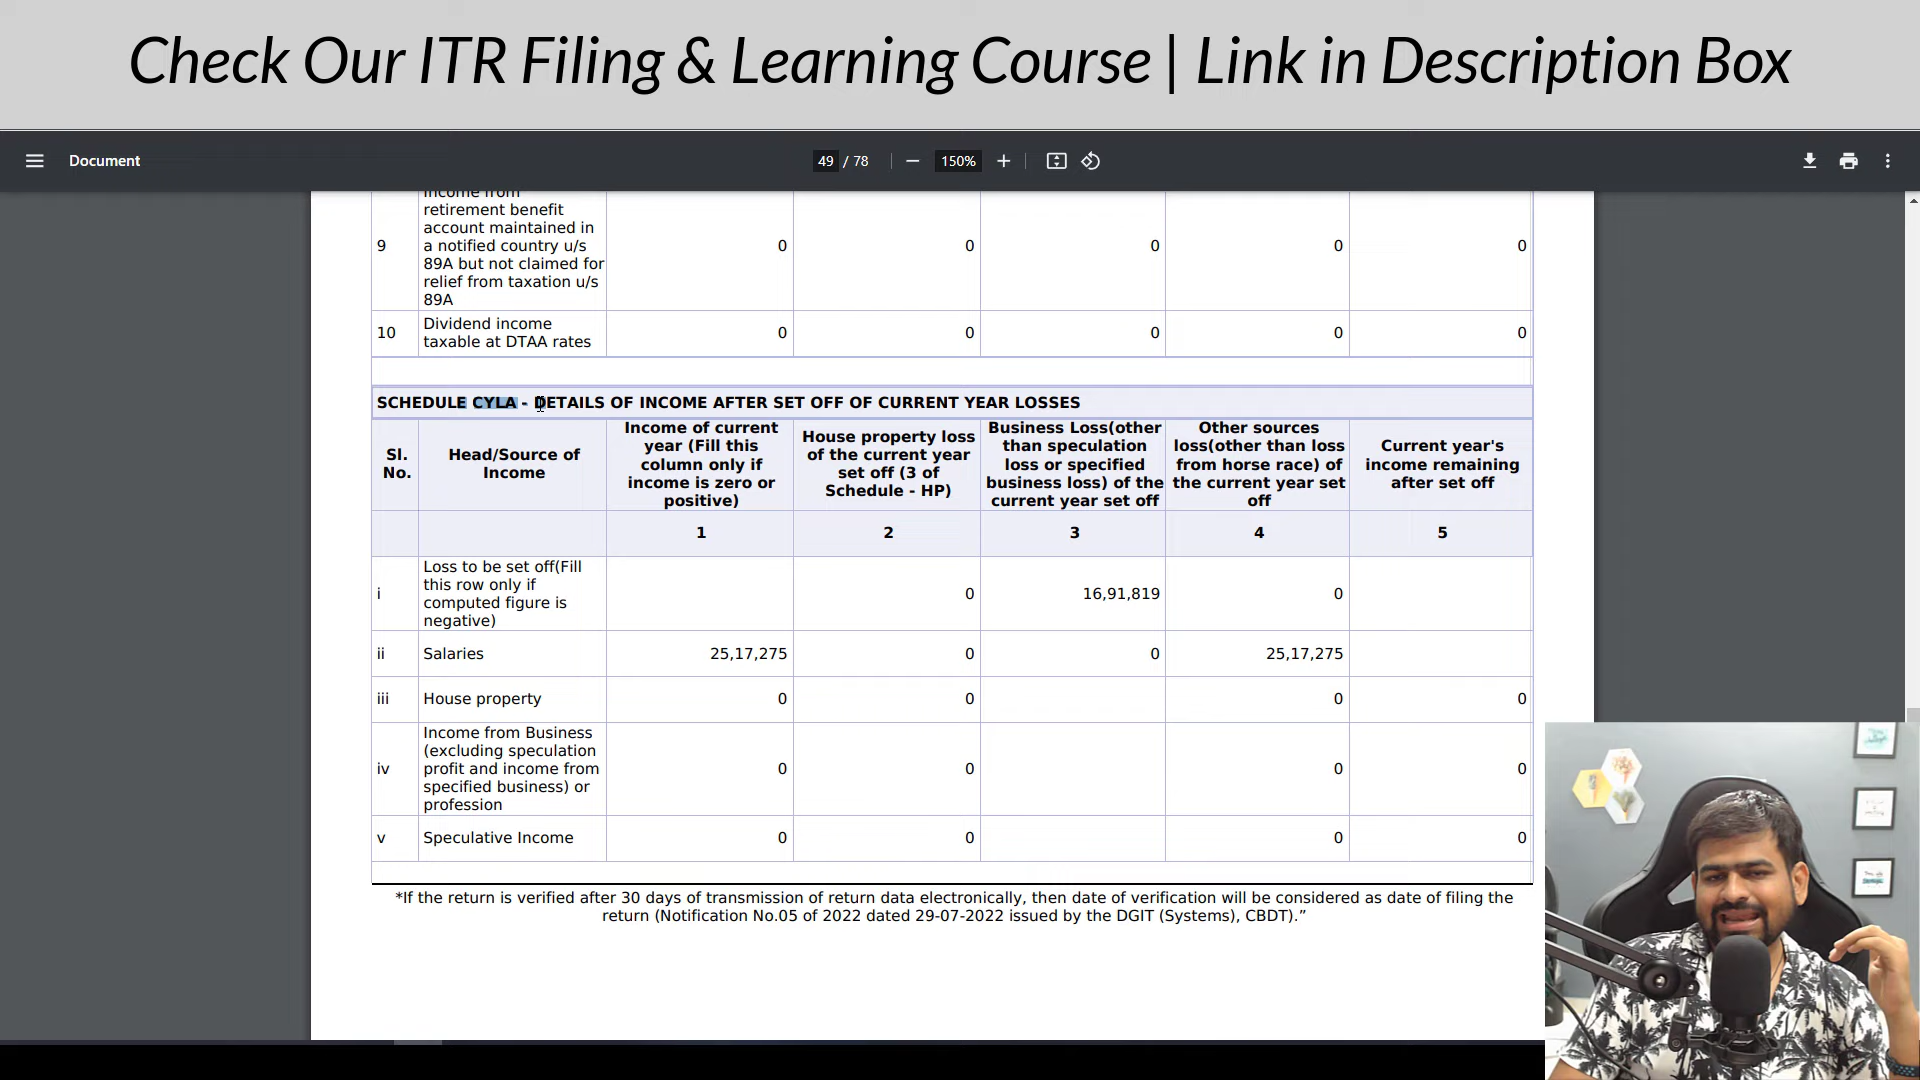 Check Our ITR Filing & Learning Course | Link in Description Box
Document
49 / 78
150%
Income from
retirement benefit
account maintained in
a notified country u/s
89A but not claimed for
relief from taxation u/s
89A
9 0 0 0 0 0
Dividend income
taxable at DTAA rates
10 0 0 0 0 0
SCHEDULE CYLA - DETAILS OF INCOME AFTER SET OFF OF CURRENT YEAR LOSSES
Sl.
No.
Head/Source of
Income
Income of current
year (Fill this
column only if
income is zero or
positive)
House property loss
of the current year
set off (3 of
Schedule - HP)
Business Loss(other
than speculation
loss or specified
business loss) of the
current year set off
Other sources
loss(other than loss
from horse race) of
the current year set
off
Current year's
income remaining
after set off
1 2 3 4 5
i
Loss to be set off(Fill
this row only if
computed figure is
negative)
0 16,91,819 0
ii Salaries 25,17,275 0 0 25,17,275
iii House property 0 0 0 0
iv
Income from Business
(excluding speculation
profit and income from
specified business) or
profession
0 0 0 0
v Speculative Income 0 0 0 0
*If the return is verified after 30 days of transmission of return data electronically, then date of verification will be considered as date of filing the
return (Notification No.05 of 2022 dated 29-07-2022 issued by the DGIT (Systems), CBDT).”